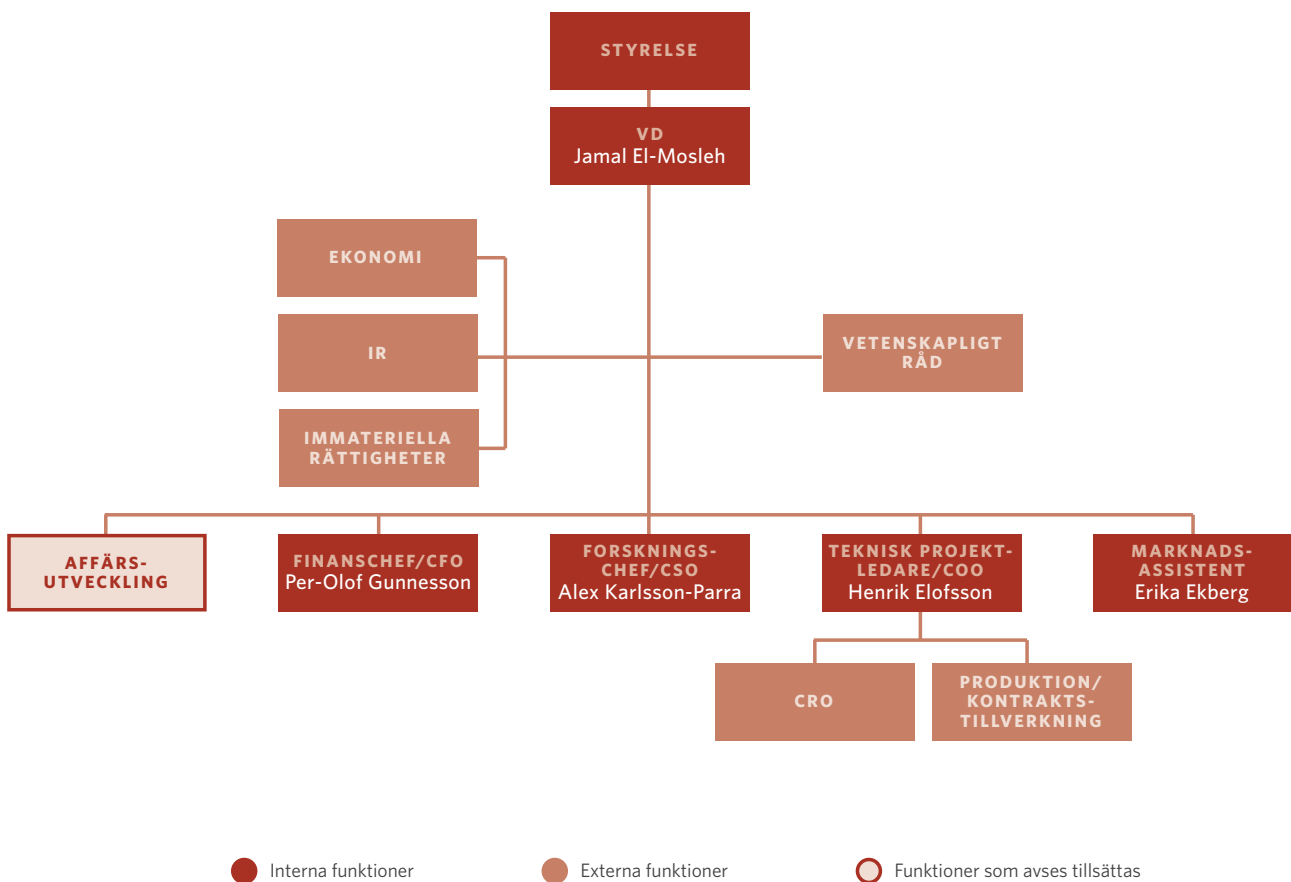 STYRELSE
VD
Jamal El-Mosleh
EKONOMI
IR
VETENSKAPLIGT
RÅD
IMMATERIELLA
RÄTTIGHETER
AFFÄRS-
UTVECKLING
FINANSCHEF/CFO
Per-Olof Gunnesson
FORSKNINGS-
CHEF/CSO
Alex Karlsson-Parra
TEKNISK PROJEKT-
LEDARE/COO
Henrik Elofsson
MARKNADS-
ASSISTENT
Erika Ekberg
CRO
PRODUKTION/
KONTRAKTS-
TILLVERKNING
Interna funktioner
Externa funktioner
Funktioner som avses tillsättas